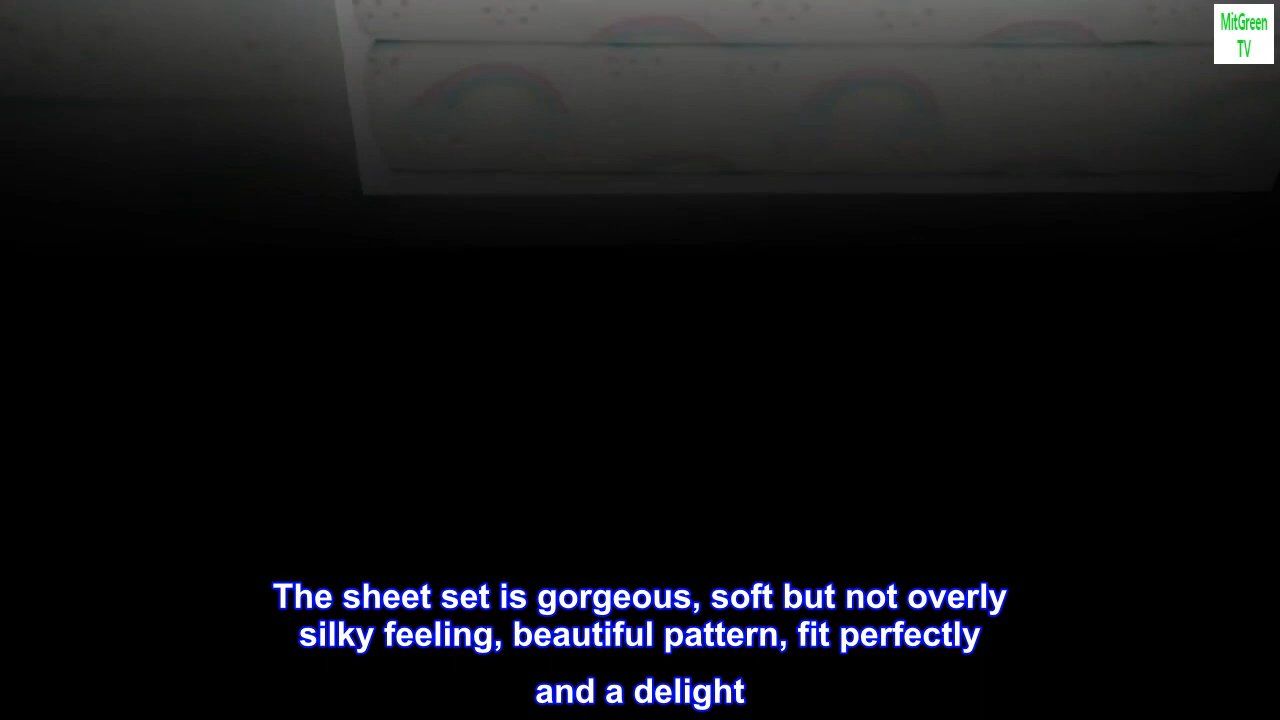 MitGreen
TV
The sheet set is gorgeous, soft but not overly
silky feeling, beautiful pattern, fit perfectly
and a delight